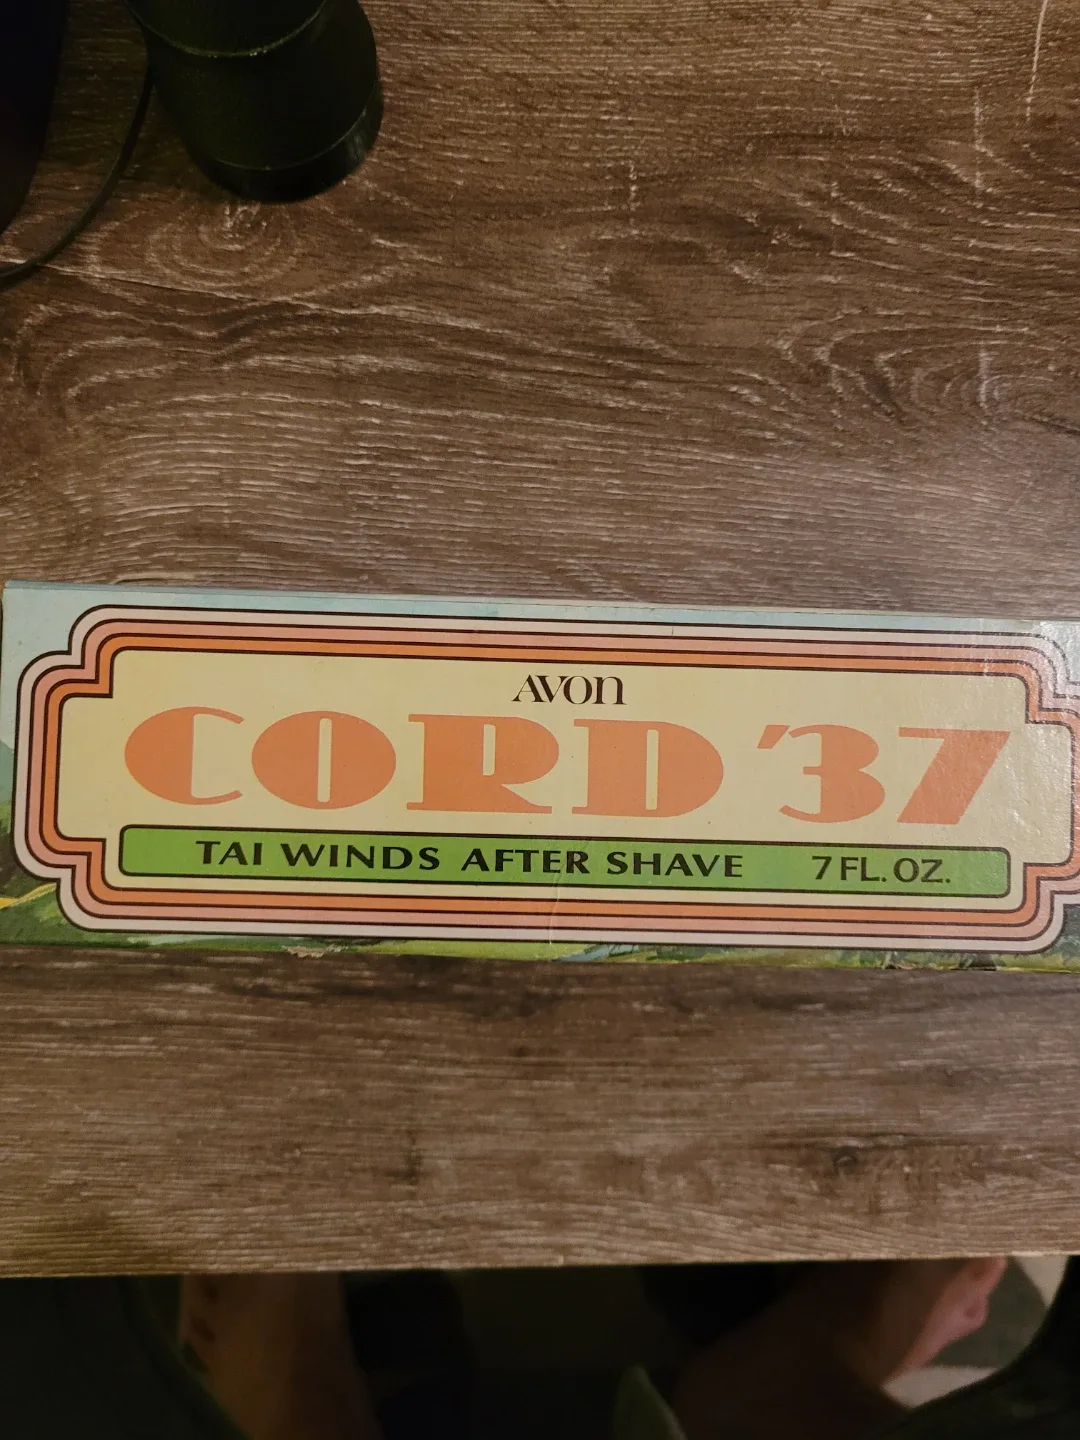 AVON
CORD '37
TAI WINDS AFTER SHAVE 7 FL. OZ.